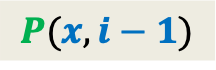 P(x, i − 1)